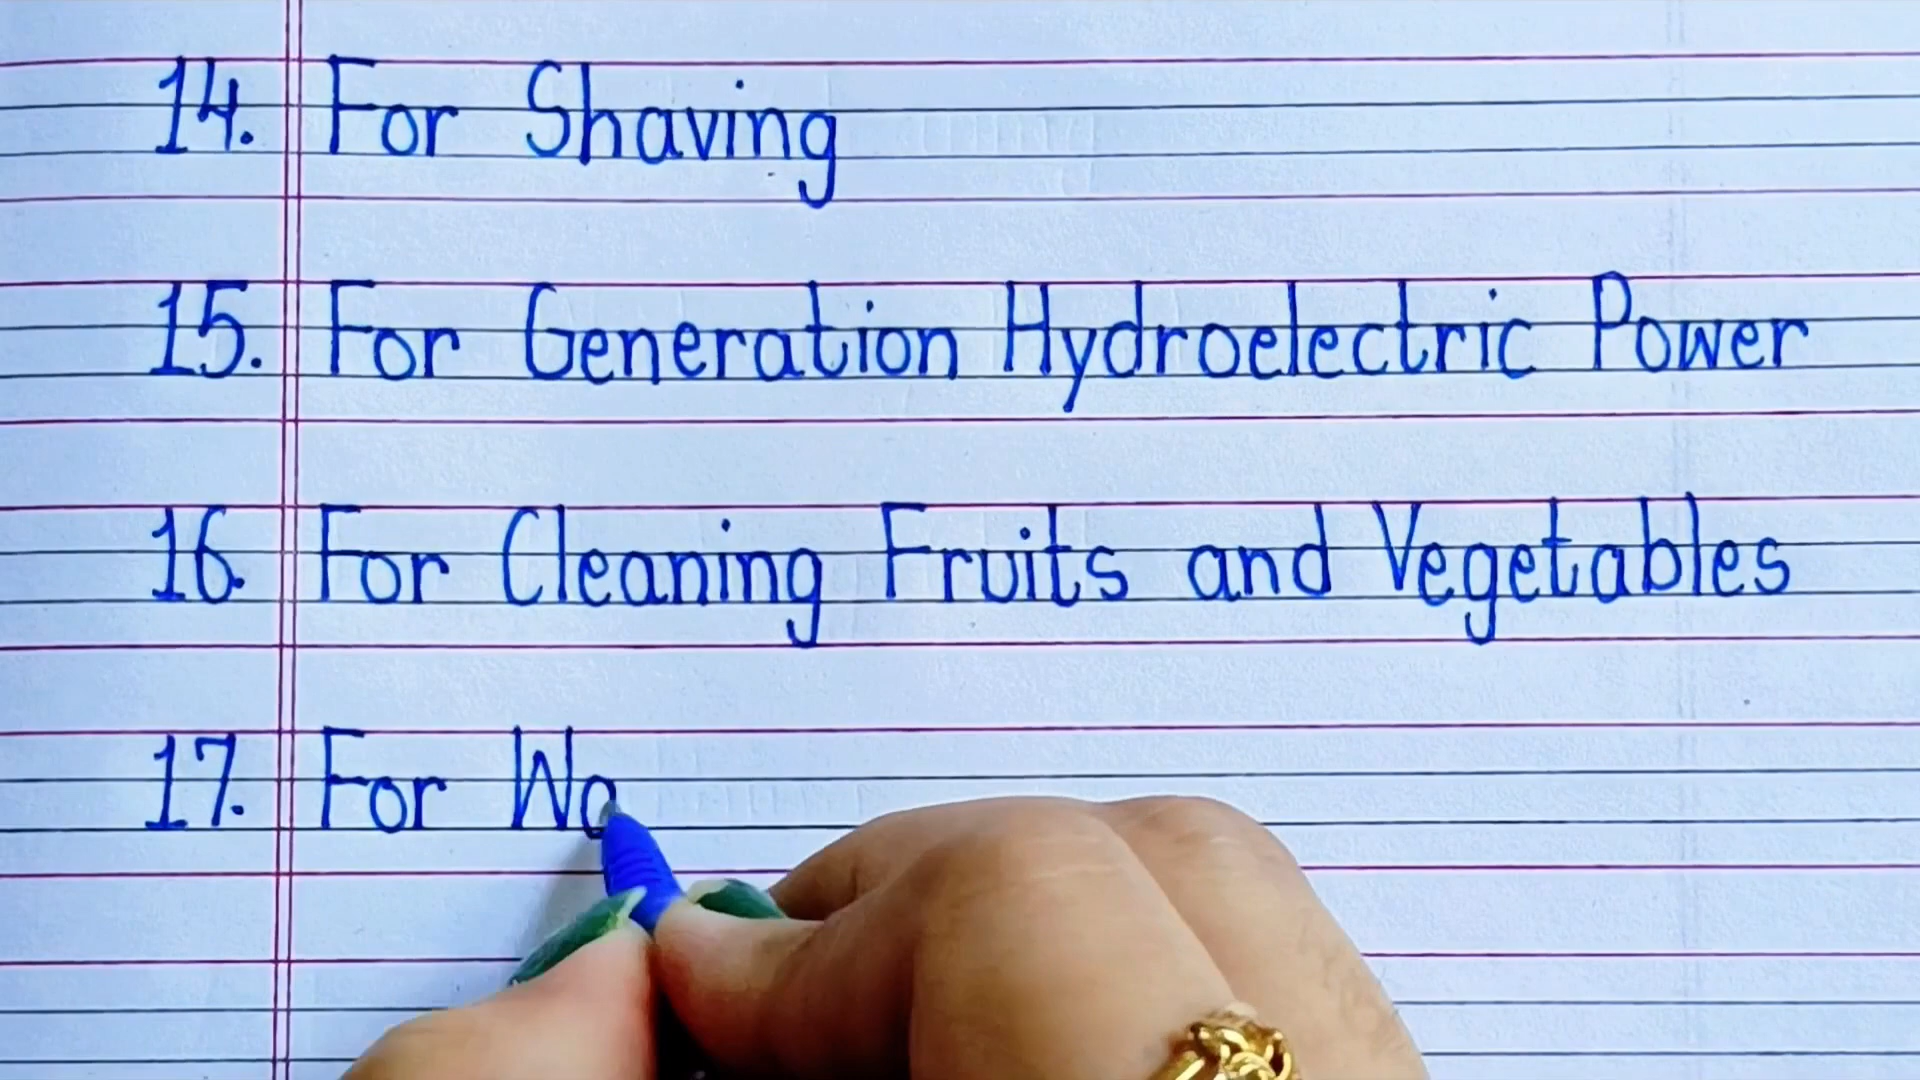 14. For Shaving
15. For Generation Hydroelectric Power
16. For Cleaning Fruits and Vegetables
17. For Wa